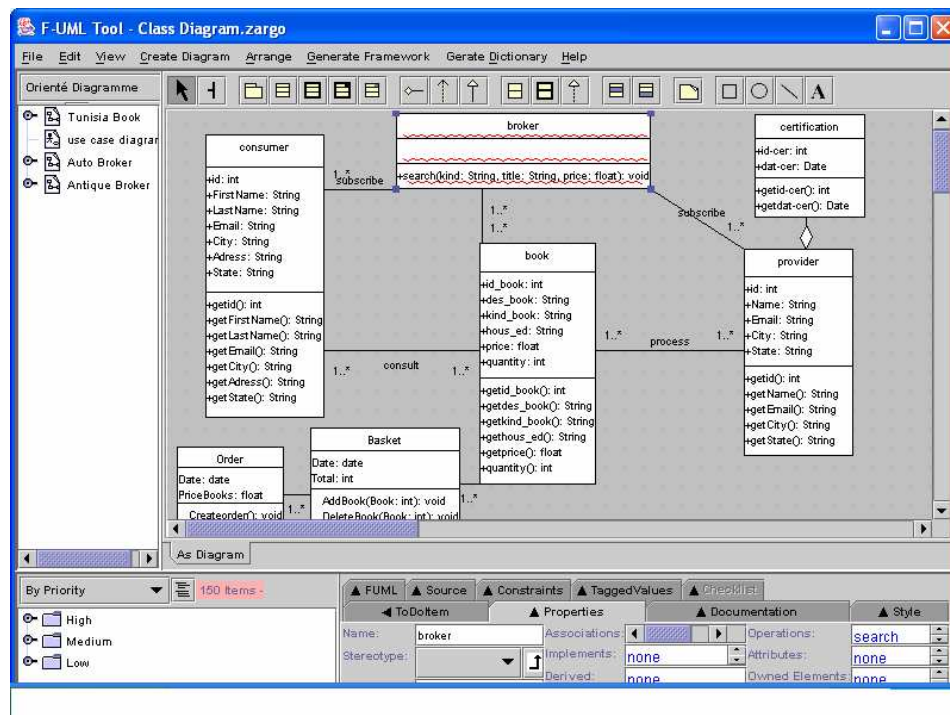 F-UML Tool - Class Diagram.zargo
File Edit View Create Diagram Arrange Generate Framework Gerate Dictionary Help
Orienté Diagramme
Tunisia Book
use case diagrar
Auto Broker
Antique Broker
A
consumer
+id: int
+FirstName: String
+LastName: String
+Email: String
+City: String
+Adress: String
+State: String
+getid(): int
+getFirstName(): String
+getLastName(): String
+getEmail(): String
+getCity(): String
+getAdress(): String
+getState(): String
1..*
subscribe
broker
+search(kind: String, title: String, price: float): void
1..*
1..*
subscribe
1..*
certification
+id-cer: int
+dat-cer: Date
+getid-cer(): int
+getdat-cer(): Date
book
+id_book: int
+des_book: String
+kind_book: String
+hous_ed: String
+price: float
+quantity: int
+getid_book(): int
+getdes_book(): String
+getkind_book(): String
+gethous_ed(): String
+getprice(): float
+quantity(): int
1..*
process
1..*
provider
+id: int
+Name: String
+Email: String
+City: String
+State: String
+getid(): int
+getName(): String
+getEmail(): String
+getCity(): String
+getState(): String
1..*
consult
1..*
Order
Date: date
PriceBooks: float
Createorder(): void
1..*
Basket
Date: date
Total: int
AddBook(Book: int): void
DeleteBook(Book: int): void
1..*
As Diagram
By Priority
150 Items -
High
Medium
Low
FUML Source Constraints TaggedValues Checklist
ToDoItem Properties Documentation Style
Name: broker
Stereotype:
Associations:
Implements: none
Derived: none
Operations: search
Attributes: none
Owned Elements: none